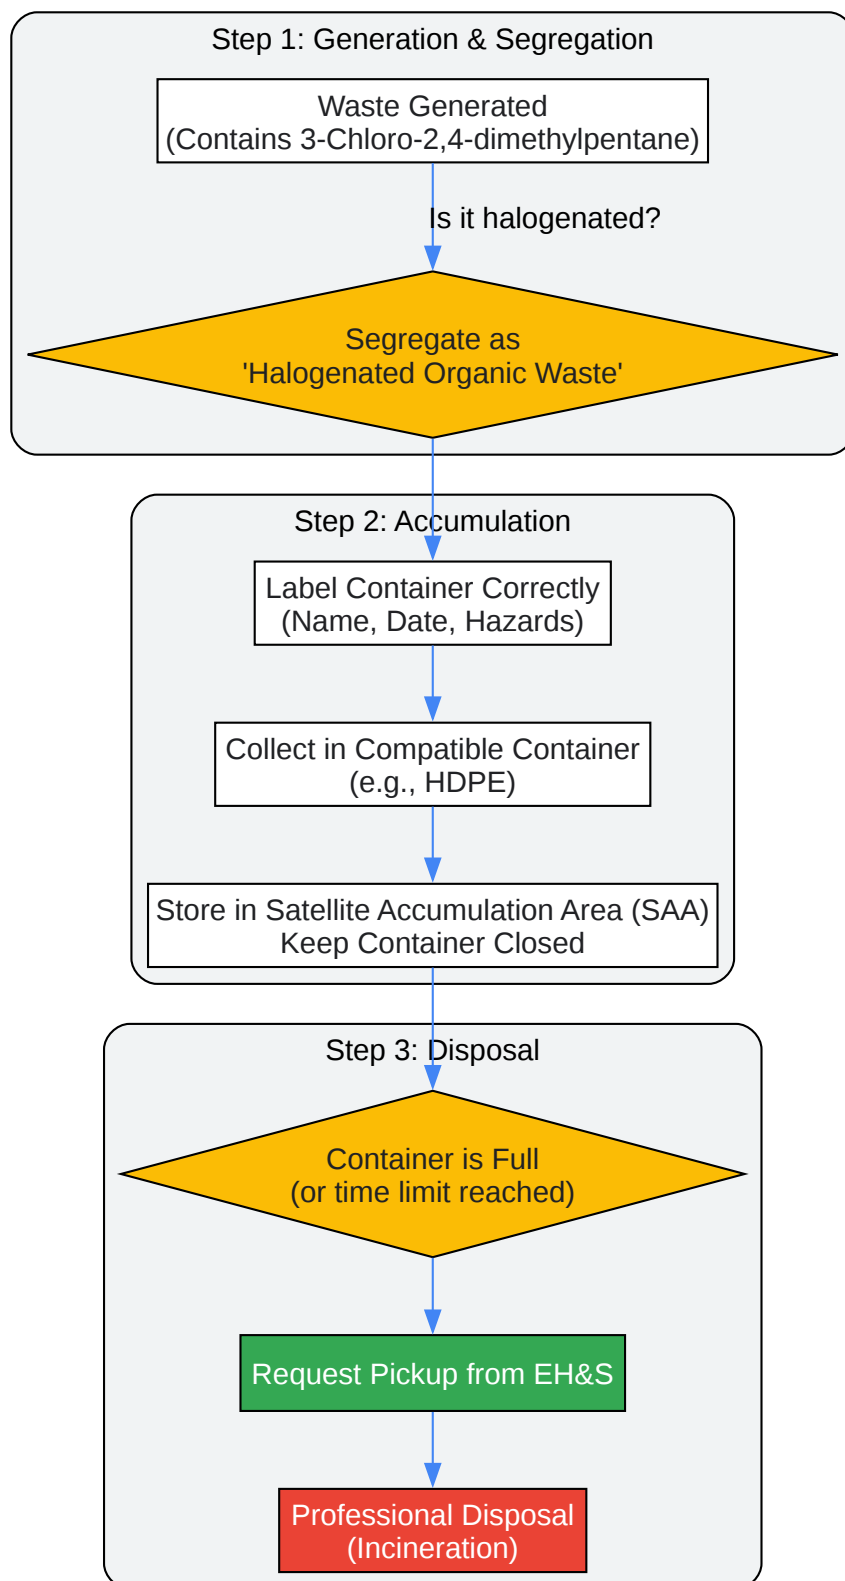 Step 1: Generation & Segregation
Waste Generated
(Contains 3-Chloro-2,4-dimethylpentane)
Is it halogenated?
Segregate as
'Halogenated Organic Waste'
Step 2: Accumulation
Label Container Correctly
(Name, Date, Hazards)
Collect in Compatible Container
(e.g., HDPE)
Store in Satellite Accumulation Area (SAA)
Keep Container Closed
Step 3: Disposal
Container is Full
(or time limit reached)
Request Pickup from EH&S
Professional Disposal
(Incineration)